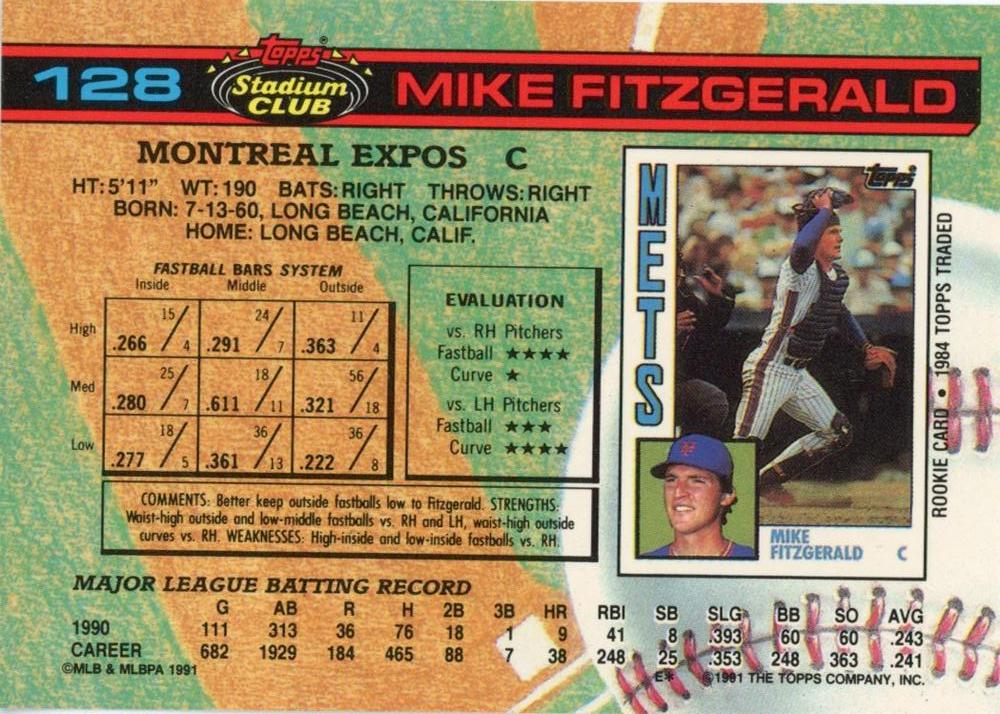 128 Topps® Stadium CLUB MIKE FITZGERALD
MONTREAL EXPOS C
HT:5'11" WT:190 BATS:RIGHT THROWS:RIGHT
BORN: 7-13-60, LONG BEACH, CALIFORNIA
HOME: LONG BEACH, CALIF.
FASTBALL BARS SYSTEM
Inside Middle Outside
High .266 15/4 .291 24/7 .363 11/4
Med .280 25/7 .611 18/11 .321 56/18
Low .277 18/5 .361 36/13 .222 36/8
EVALUATION
vs. RH Pitchers
Fastball ★★★★
Curve ★
vs. LH Pitchers
Fastball ★★★
Curve ★★★★
COMMENTS: Better keep outside fastballs low to Fitzgerald. STRENGTHS:
Waist-high outside and low-middle fastballs vs. RH and LH, waist-high outside
curves vs. RH. WEAKNESSES: High-inside and low-inside fastballs vs. RH.
Topps
METS
MIKE
FITZGERALD C
ROOKIE CARD • 1984 TOPPS TRADED
MAJOR LEAGUE BATTING RECORD
G AB R H 2B 3B HR RBI SB SLG BB SO AVG
1990 111 313 36 76 18 1 9 41 8 .393 60 60 .243
CAREER 682 1929 184 465 88 7 38 248 25 .353 248 363 .241
©MLB & MLBPA 1991 E* ©1991 THE TOPPS COMPANY, INC.